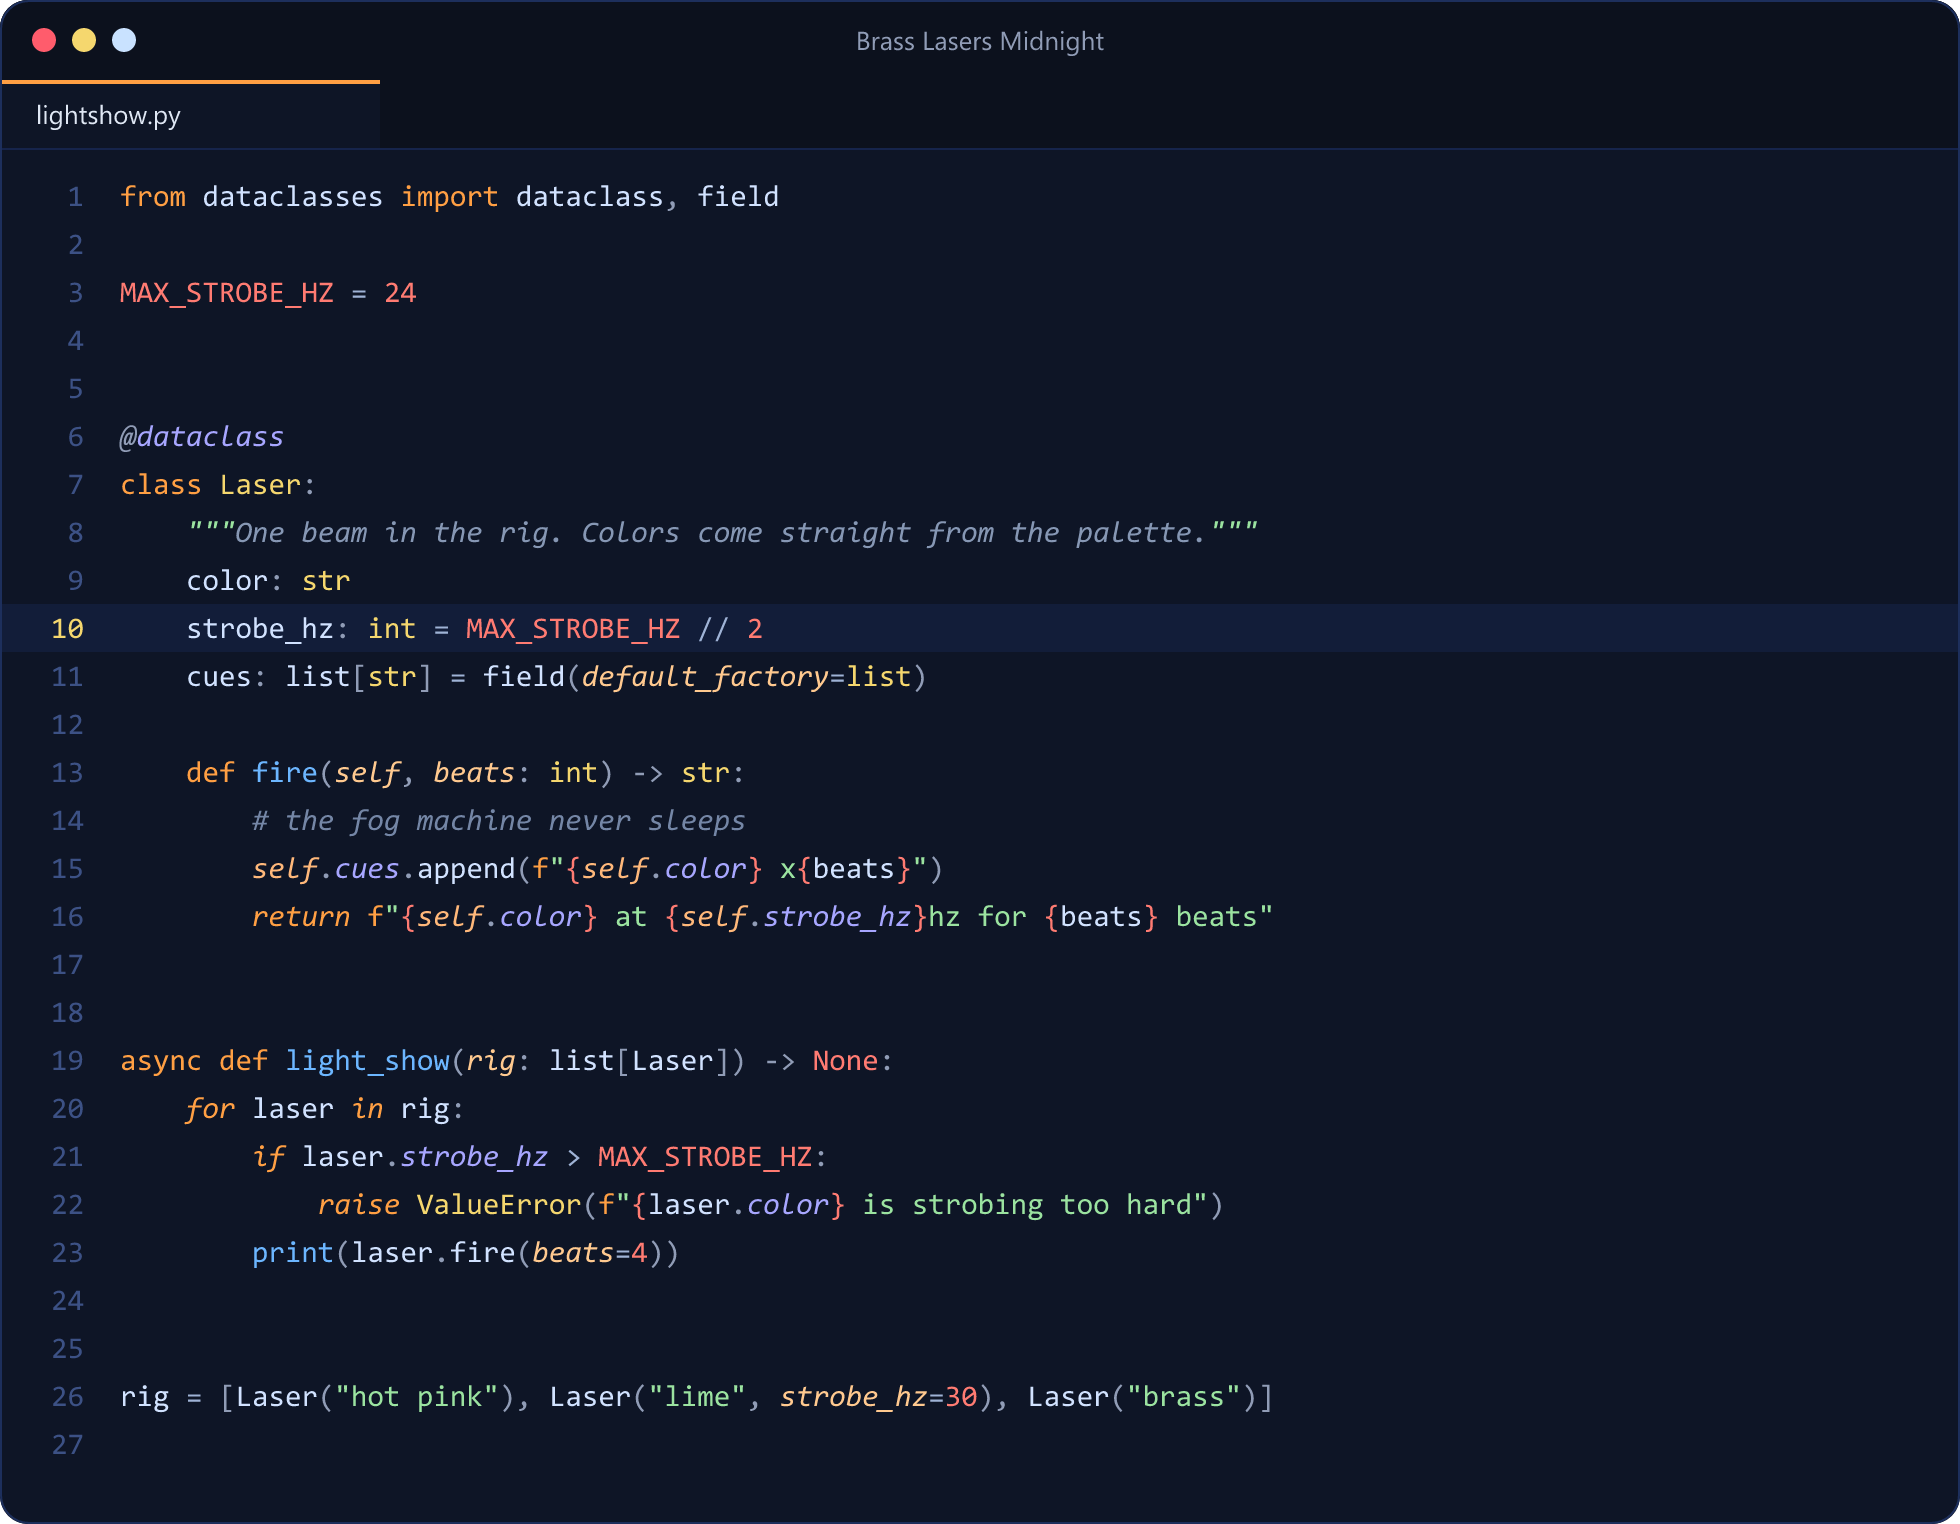 Brass Lasers Midnight
lightshow.py
1 from dataclasses import dataclass, field
2
3 MAX_STROBE_HZ = 24
4
5
6 @dataclass
7 class Laser:
8     """One beam in the rig. Colors come straight from the palette."""
9     color: str
10     strobe_hz: int = MAX_STROBE_HZ // 2
11     cues: list[str] = field(default_factory=list)
12
13     def fire(self, beats: int) -> str:
14         # the fog machine never sleeps
15         self.cues.append(f"{self.color} x{beats}")
16         return f"{self.color} at {self.strobe_hz}hz for {beats} beats"
17
18
19 async def light_show(rig: list[Laser]) -> None:
20     for laser in rig:
21         if laser.strobe_hz > MAX_STROBE_HZ:
22             raise ValueError(f"{laser.color} is strobing too hard")
23         print(laser.fire(beats=4))
24
25
26 rig = [Laser("hot pink"), Laser("lime", strobe_hz=30), Laser("brass")]
27